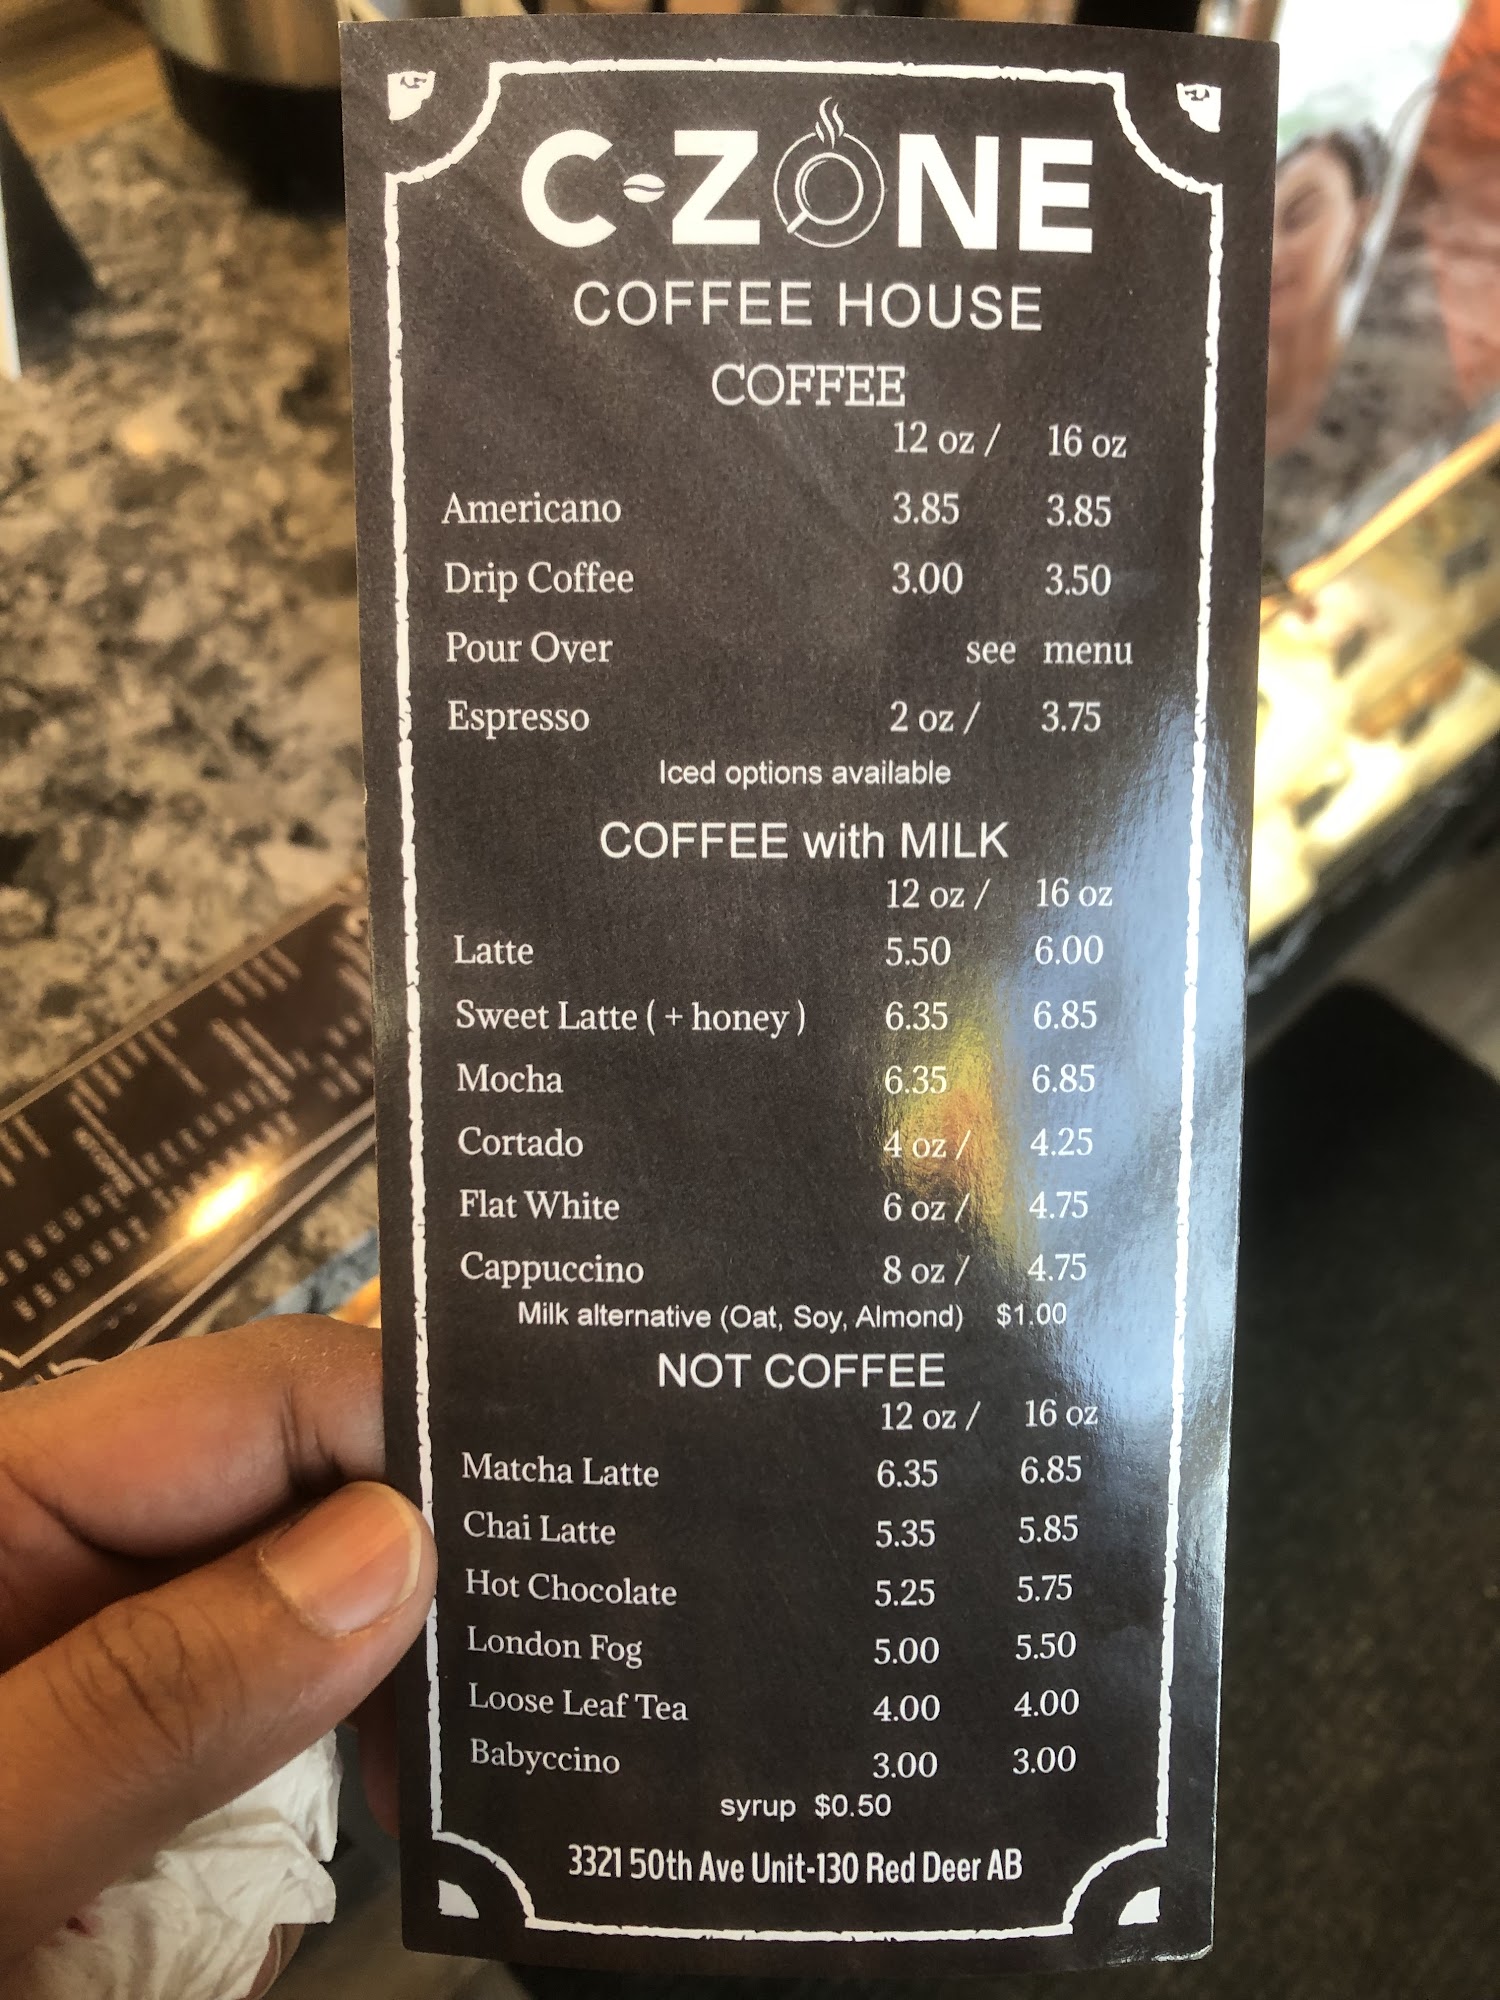 C-ZONE
COFFEE HOUSE
COFFEE
12 oz / 16 oz
Americano 3.85 3.85
Drip Coffee 3.00 3.50
Pour Over see menu
Espresso 2 oz / 3.75
Iced options available
COFFEE with MILK
12 oz / 16 oz
Latte 5.50 6.00
Sweet Latte ( + honey ) 6.35 6.85
Mocha 6.35 6.85
Cortado 4 oz / 4.25
Flat White 6 oz / 4.75
Cappuccino 8 oz / 4.75
Milk alternative (Oat, Soy, Almond) $1.00
NOT COFFEE
12 oz / 16 oz
Matcha Latte 6.35 6.85
Chai Latte 5.35 5.85
Hot Chocolate 5.25 5.75
London Fog 5.00 5.50
Loose Leaf Tea 4.00 4.00
Babyccino 3.00 3.00
syrup $0.50
3321 50th Ave Unit-130 Red Deer AB